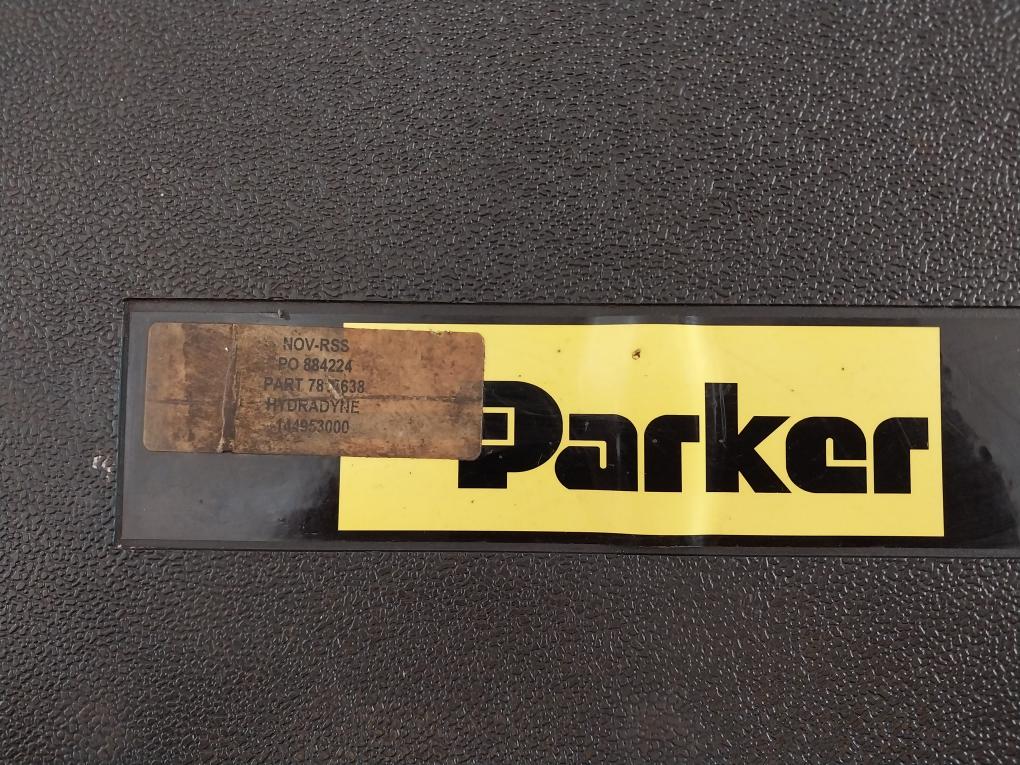 NOV-RSS
PO 884224
PART
HYDRADYNE
144953000
Parker